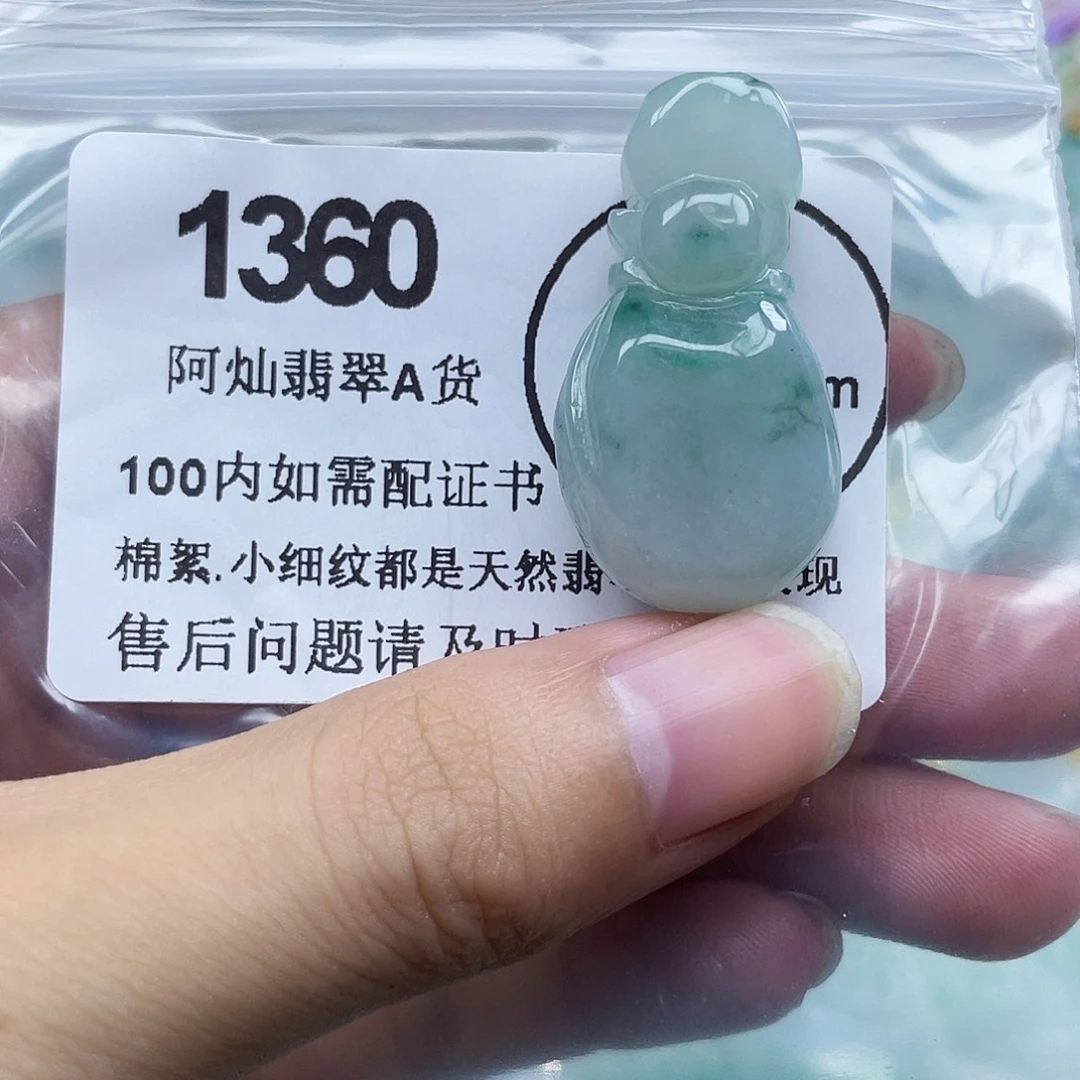 1360
阿灿翡翠A货
m
100内如需配证书
棉絮.小细纹都是天然翡 现
售后问题请及时